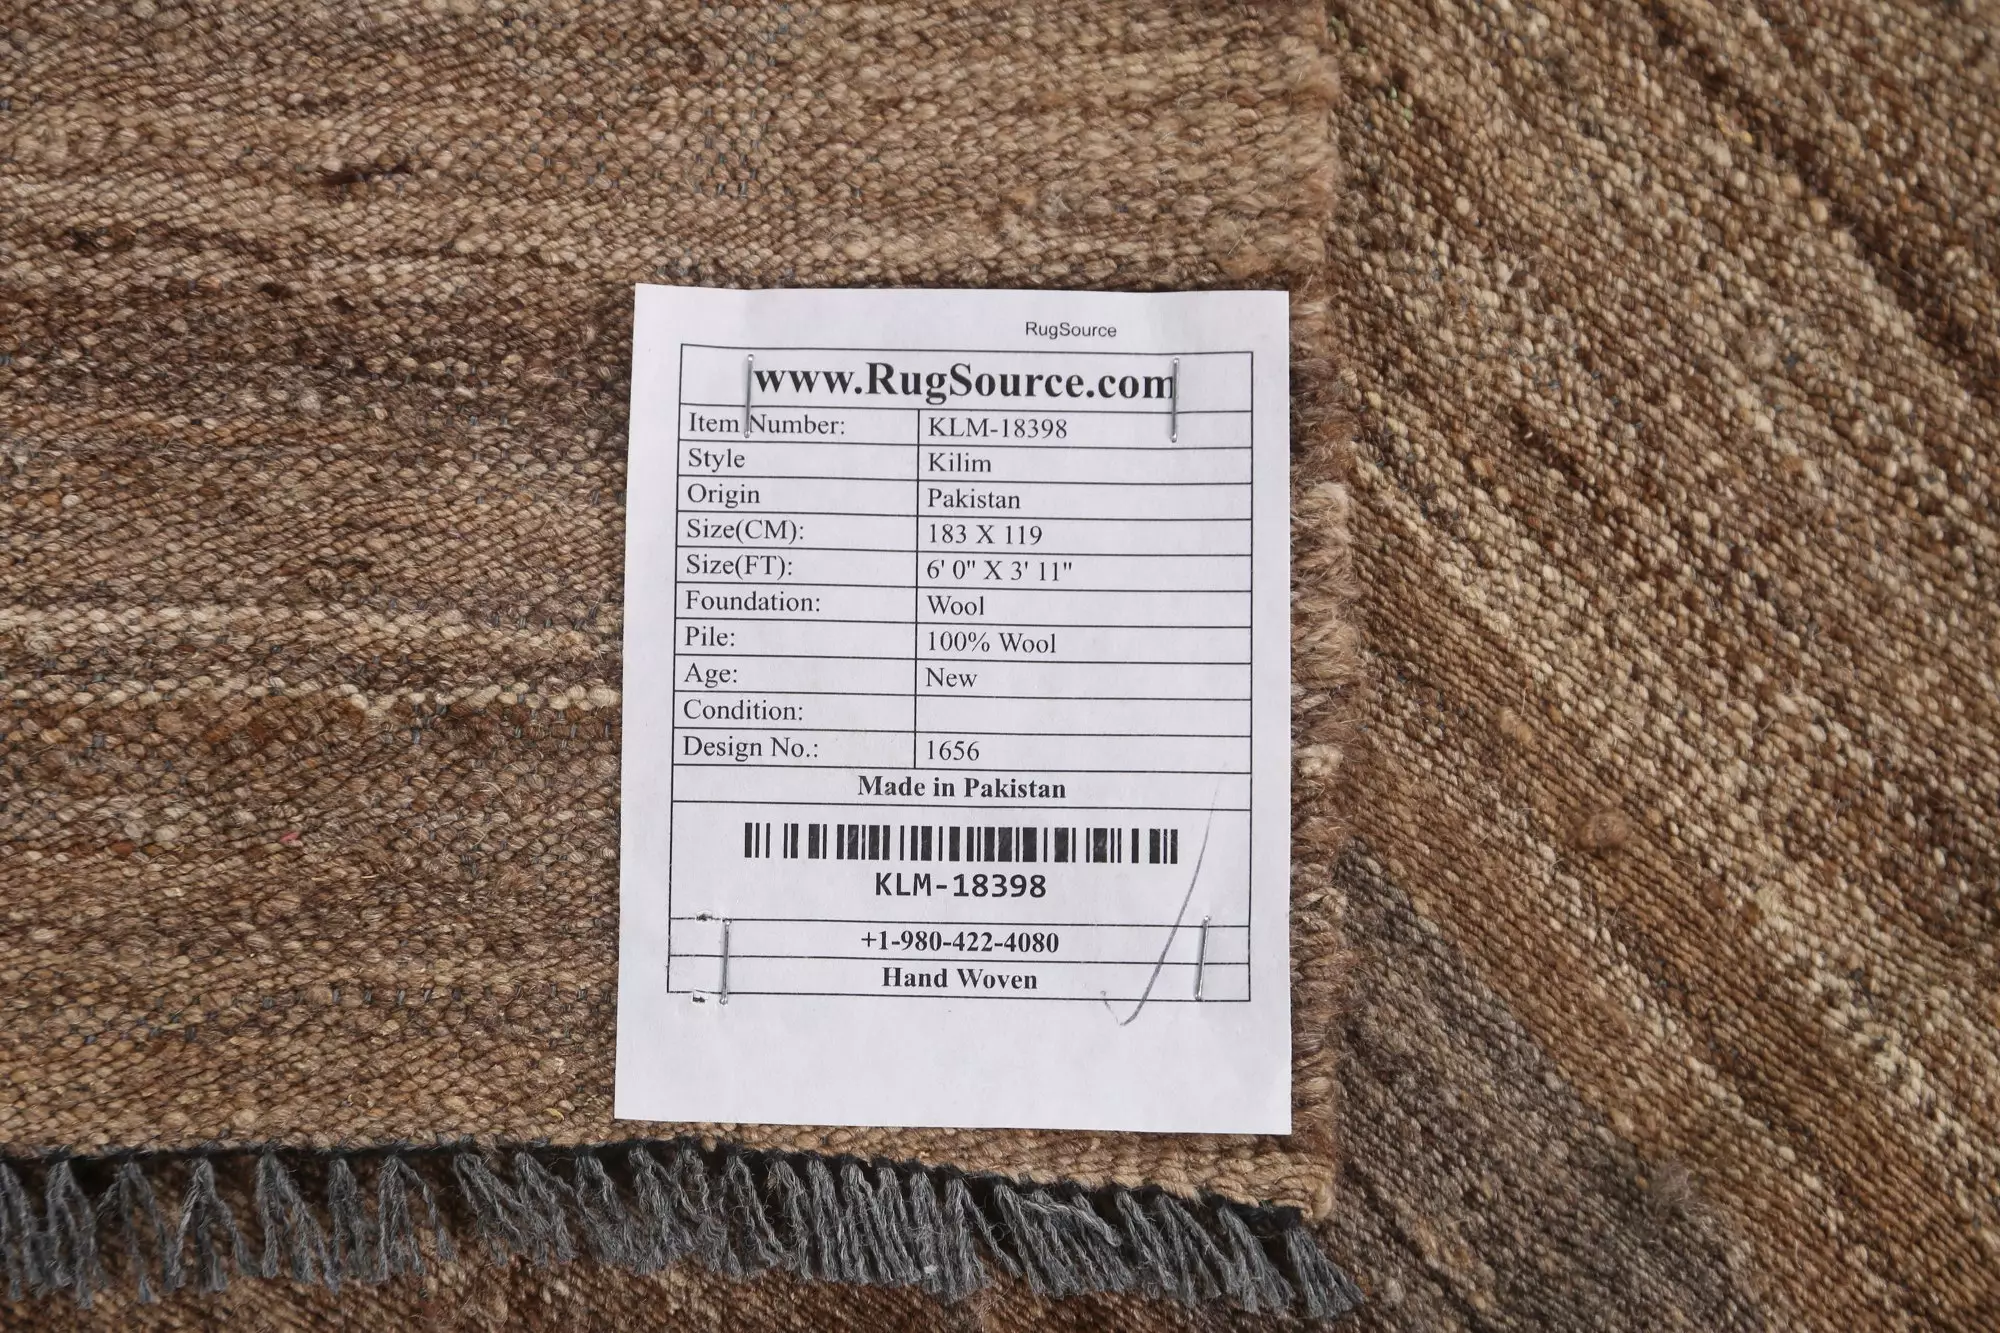 RugSource
www.RugSource.com
Item Number: KLM-18398
Style Kilim
Origin Pakistan
Size(CM): 183 X 119
Size(FT): 6' 0" X 3' 11"
Foundation: Wool
Pile: 100% Wool
Age: New
Condition:
Design No.: 1656
Made in Pakistan
KLM-18398
+1-980-422-4080
Hand Woven